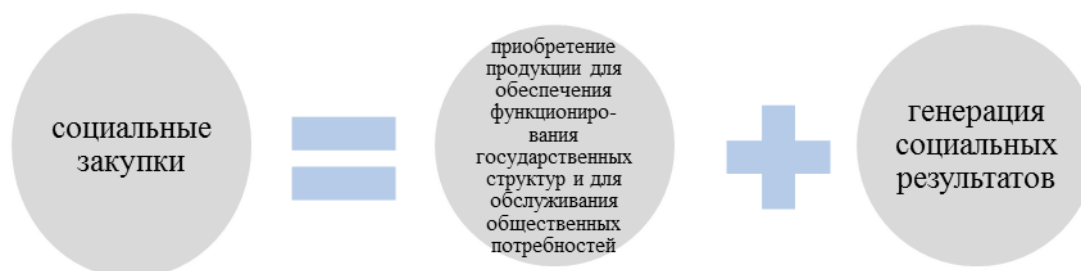 социальные
закупки
приобретение
продукции для
обеспечения
функциониро-
вания
государственных
структур и для
обслуживания
общественных
потребностей
генерация
социальных
результатов